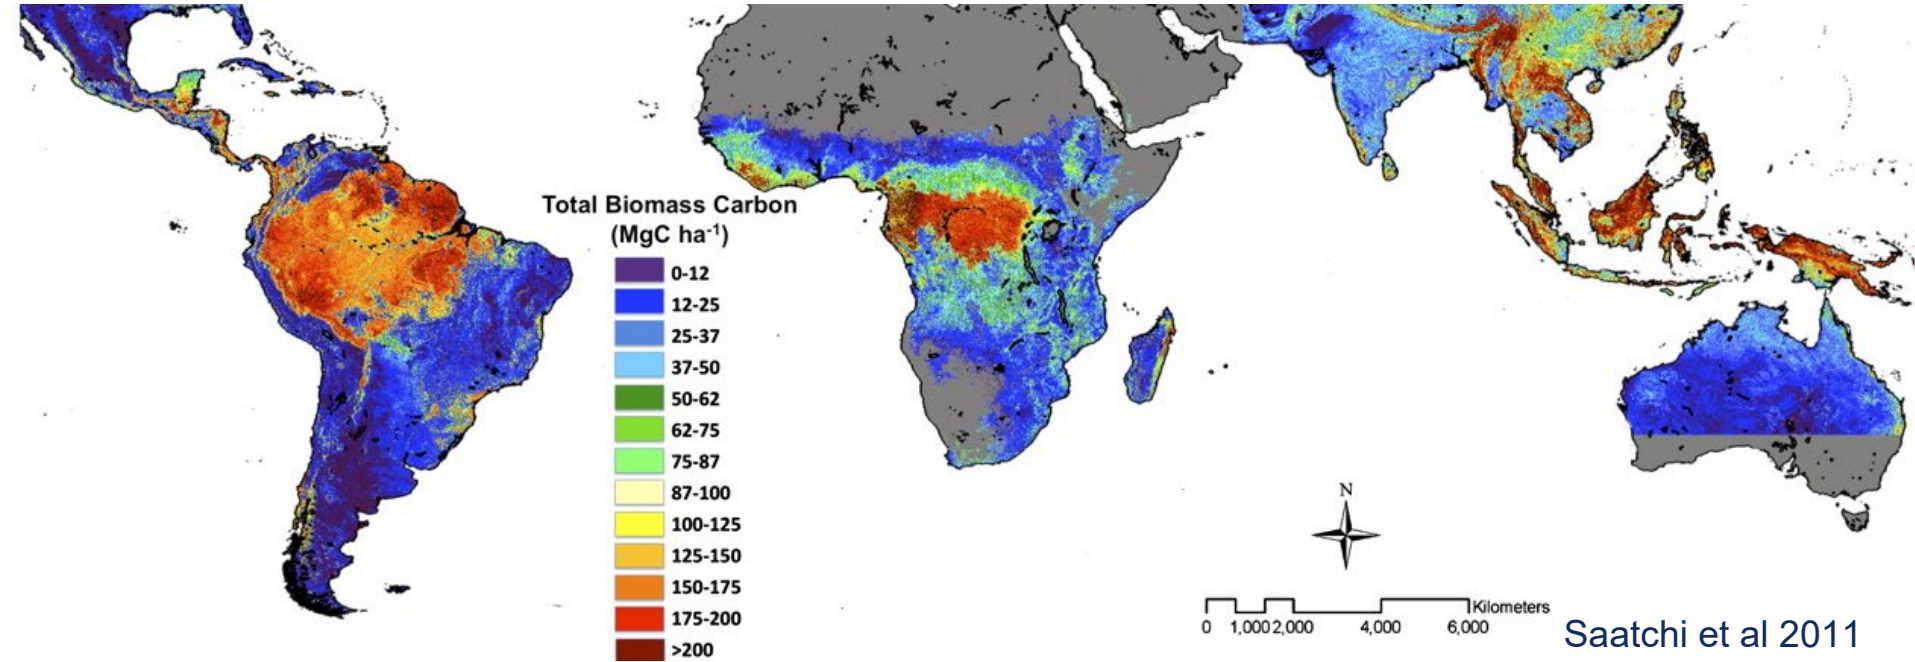 Total Biomass Carbon
(MgC ha⁻¹)
0-12
12-25
25-37
37-50
50-62
62-75
75-87
87-100
100-125
125-150
150-175
175-200
>200
N
Kilometers
0 1,000 2,000 4,000 6,000
Saatchi et al 2011